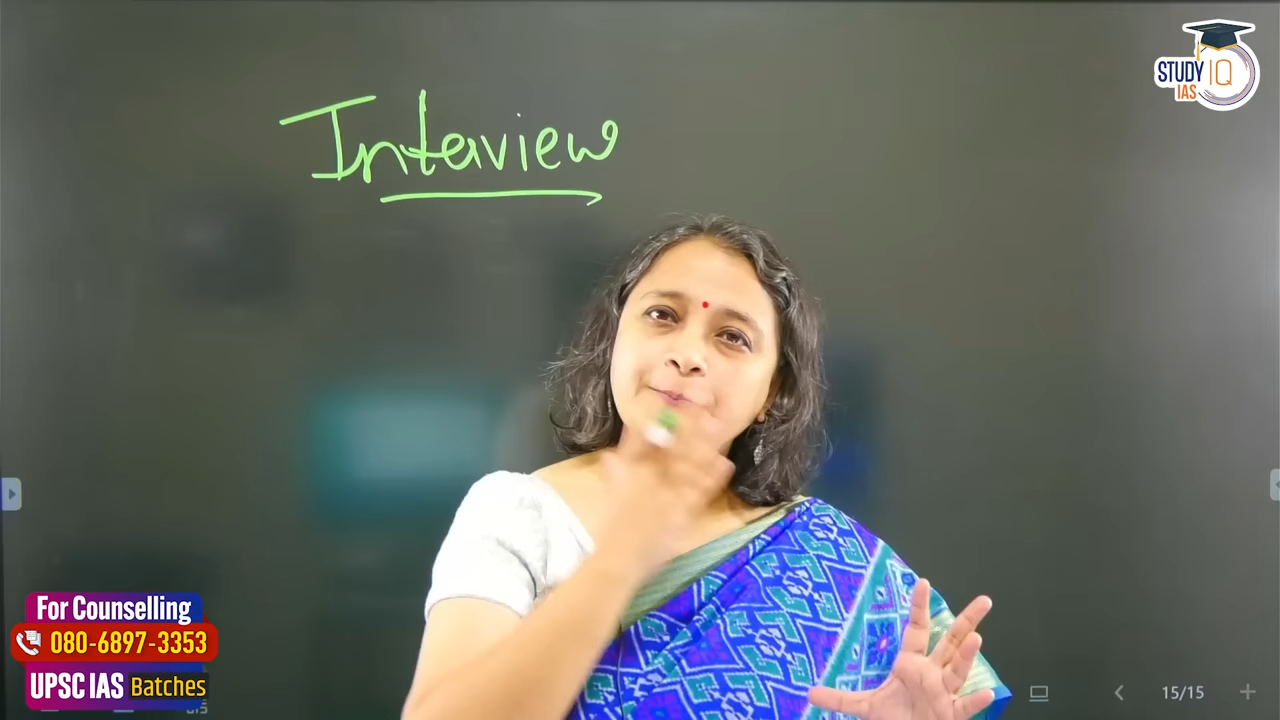 Interview
STUDY IQ
IAS
For Counselling
080-6897-3353
UPSC IAS Batches
15/15